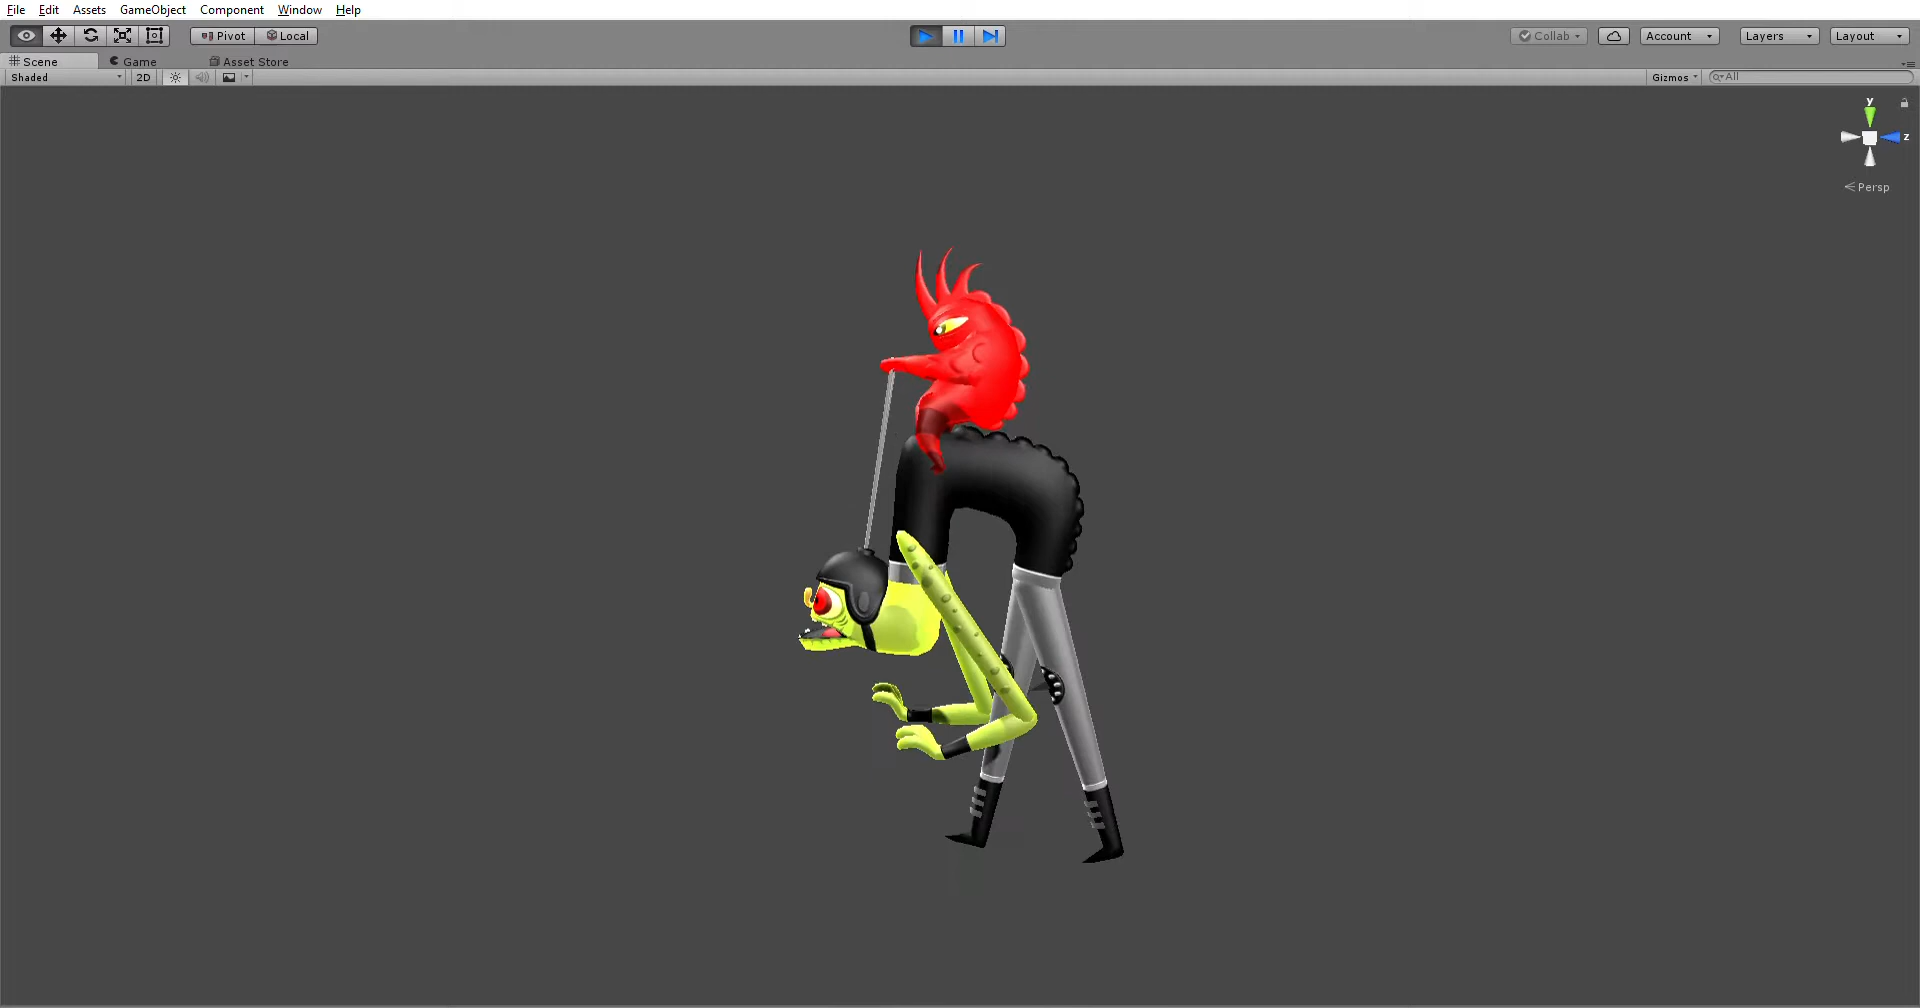 File Edit Assets GameObject Component Window Help
Pivot Local Collab Account Layers Layout
Scene Game Asset Store
Shaded 2D Gizmos All
y
z
Persp